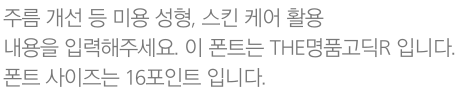 주름 개선 등 미용 성형, 스킨 케어 활용
내용을 입력해주세요. 이 폰트는 THE명품고딕R 입니다.
폰트 사이즈는 16포인트 입니다.